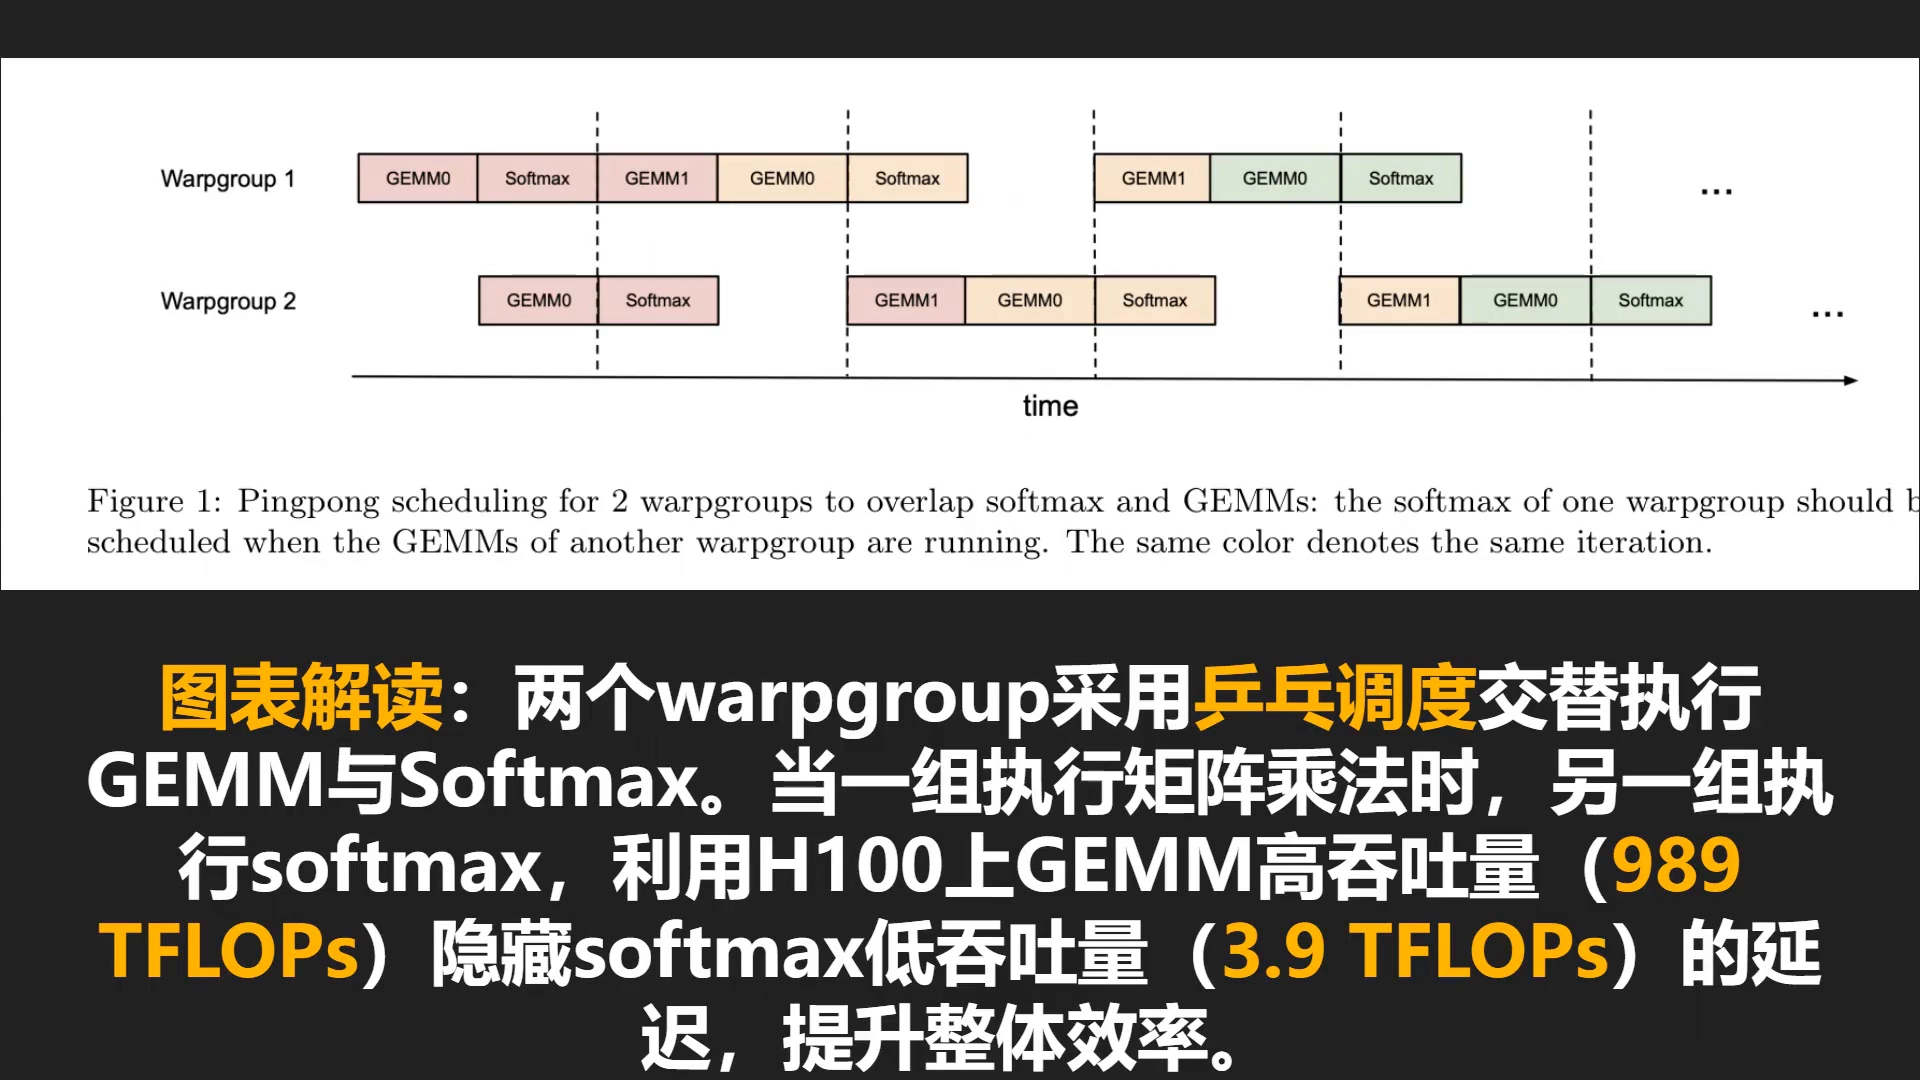 Warpgroup 1
GEMM0 Softmax GEMM1 GEMM0 Softmax GEMM1 GEMM0 Softmax ...
Warpgroup 2
GEMM0 Softmax GEMM1 GEMM0 Softmax GEMM1 GEMM0 Softmax ...
time
Figure 1: Pingpong scheduling for 2 warpgroups to overlap softmax and GEMMs: the softmax of one warpgroup should
scheduled when the GEMMs of another warpgroup are running. The same color denotes the same iteration.
图表解读：两个warpgroup采用乒乓调度交替执行
GEMM与Softmax。当一组执行矩阵乘法时，另一组执
行softmax，利用H100上GEMM高吞吐量（989
TFLOPs）隐藏softmax低吞吐量（3.9 TFLOPs）的延
迟，提升整体效率。